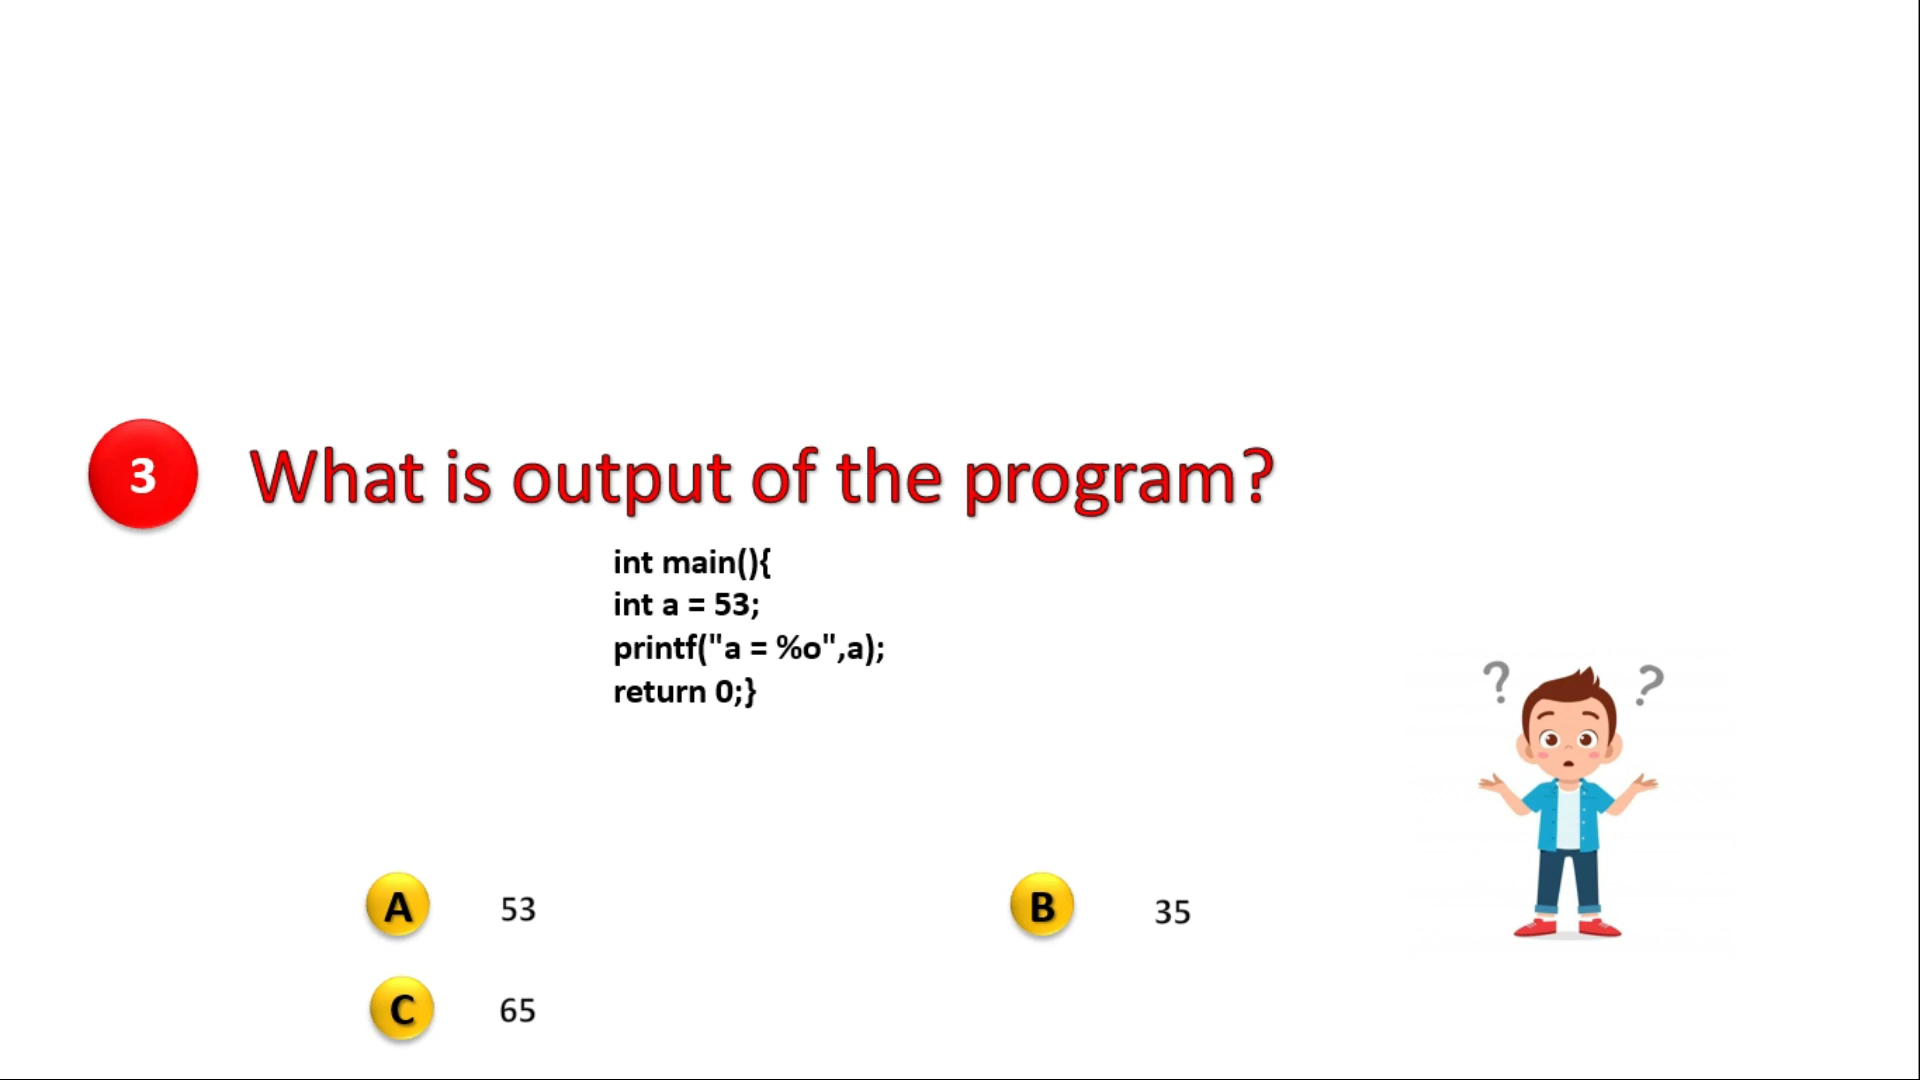 3 What is output of the program?
int main(){
int a = 53;
printf("a = %o",a);
return 0;}
? ?
A 53 B 35
C 65